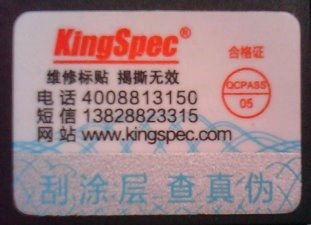 KingSpec®
合格证
维修标贴 揭撕无效
QCPASS
05
电话 4008813150
短信 13828823315
网站 www.kingspec.com
刮涂层 查真伪